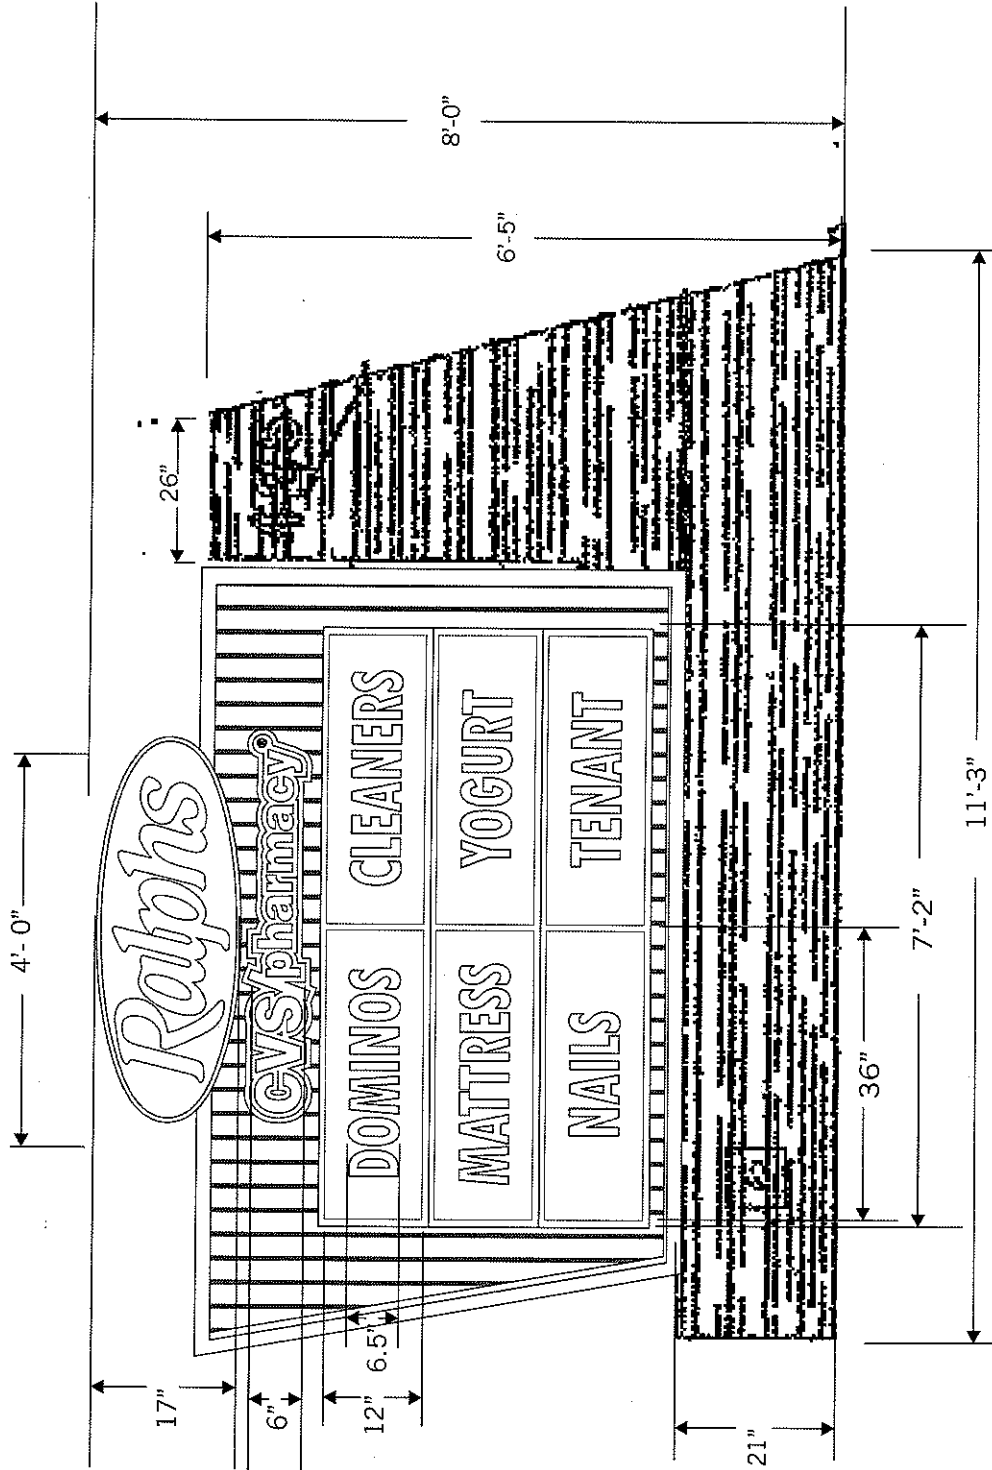 4'- 0"
Ralphs
CVS/pharmacy®
DOMINOS CLEANERS
MATTRESS YOGURT
NAILS TENANT
17"
6"
6.5"
12"
21"
26"
6'-5"
8'-0"
36"
7'-2"
11'-3"